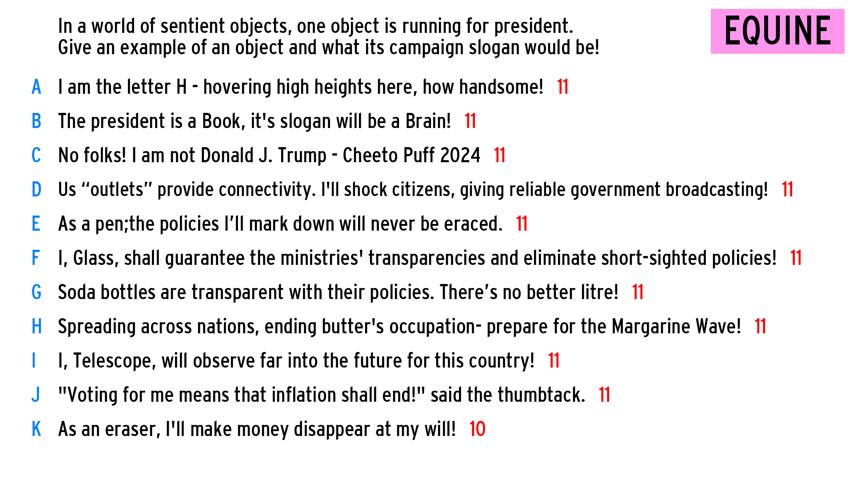 In a world of sentient objects, one object is running for president.
Give an example of an object and what its campaign slogan would be!
EQUINE
A I am the letter H - hovering high heights here, how handsome! 11
B The president is a Book, it's slogan will be a Brain! 11
C No folks! I am not Donald J. Trump - Cheeto Puff 2024 11
D Us “outlets” provide connectivity. I'll shock citizens, giving reliable government broadcasting! 11
E As a pen;the policies I’ll mark down will never be eraced. 11
F I, Glass, shall guarantee the ministries' transparencies and eliminate short-sighted policies! 11
G Soda bottles are transparent with their policies. There’s no better litre! 11
H Spreading across nations, ending butter's occupation- prepare for the Margarine Wave! 11
I I, Telescope, will observe far into the future for this country! 11
J "Voting for me means that inflation shall end!" said the thumbtack. 11
K As an eraser, I'll make money disappear at my will! 10